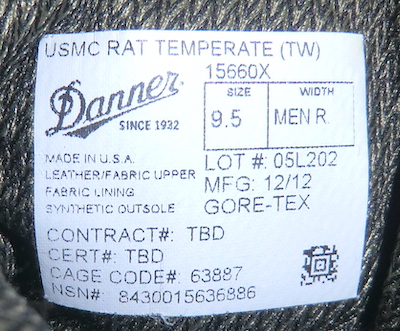 USMC RAT TEMPERATE (TW)
15660X
Danner
SINCE 1932
SIZE
9.5
WIDTH
MEN R.
MADE IN U.S.A.
LEATHER/FABRIC UPPER
FABRIC LINING
SYNTHETIC OUTSOLE
LOT #: 05L202
MFG: 12/12
GORE-TEX
CONTRACT#: TBD
CERT#: TBD
CAGE CODE#: 63887
NSN#: 8430015636886